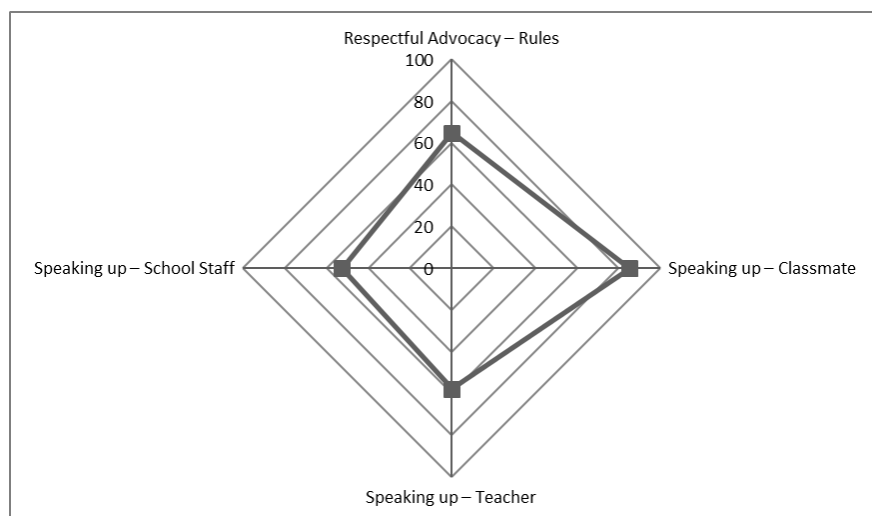 Respectful Advocacy – Rules
100
80
60
40
20
0
Speaking up – School Staff
Speaking up – Classmate
Speaking up – Teacher